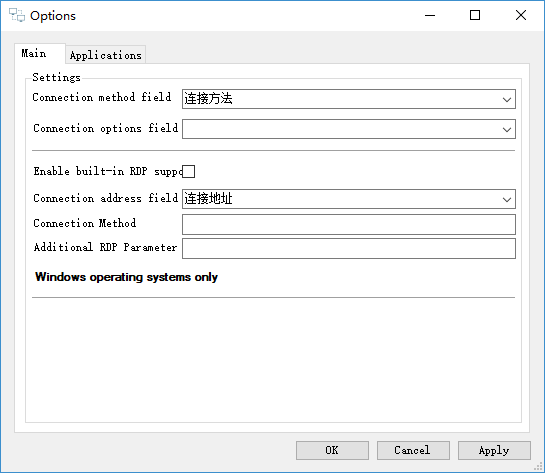 Options
Main
Applications
Settings
Connection method field
连接方法
Connection options field
Enable built-in RDP suppo
Connection address field
连接地址
Connection Method
Additional RDP Parameter
Windows operating systems only
OK
Cancel
Apply